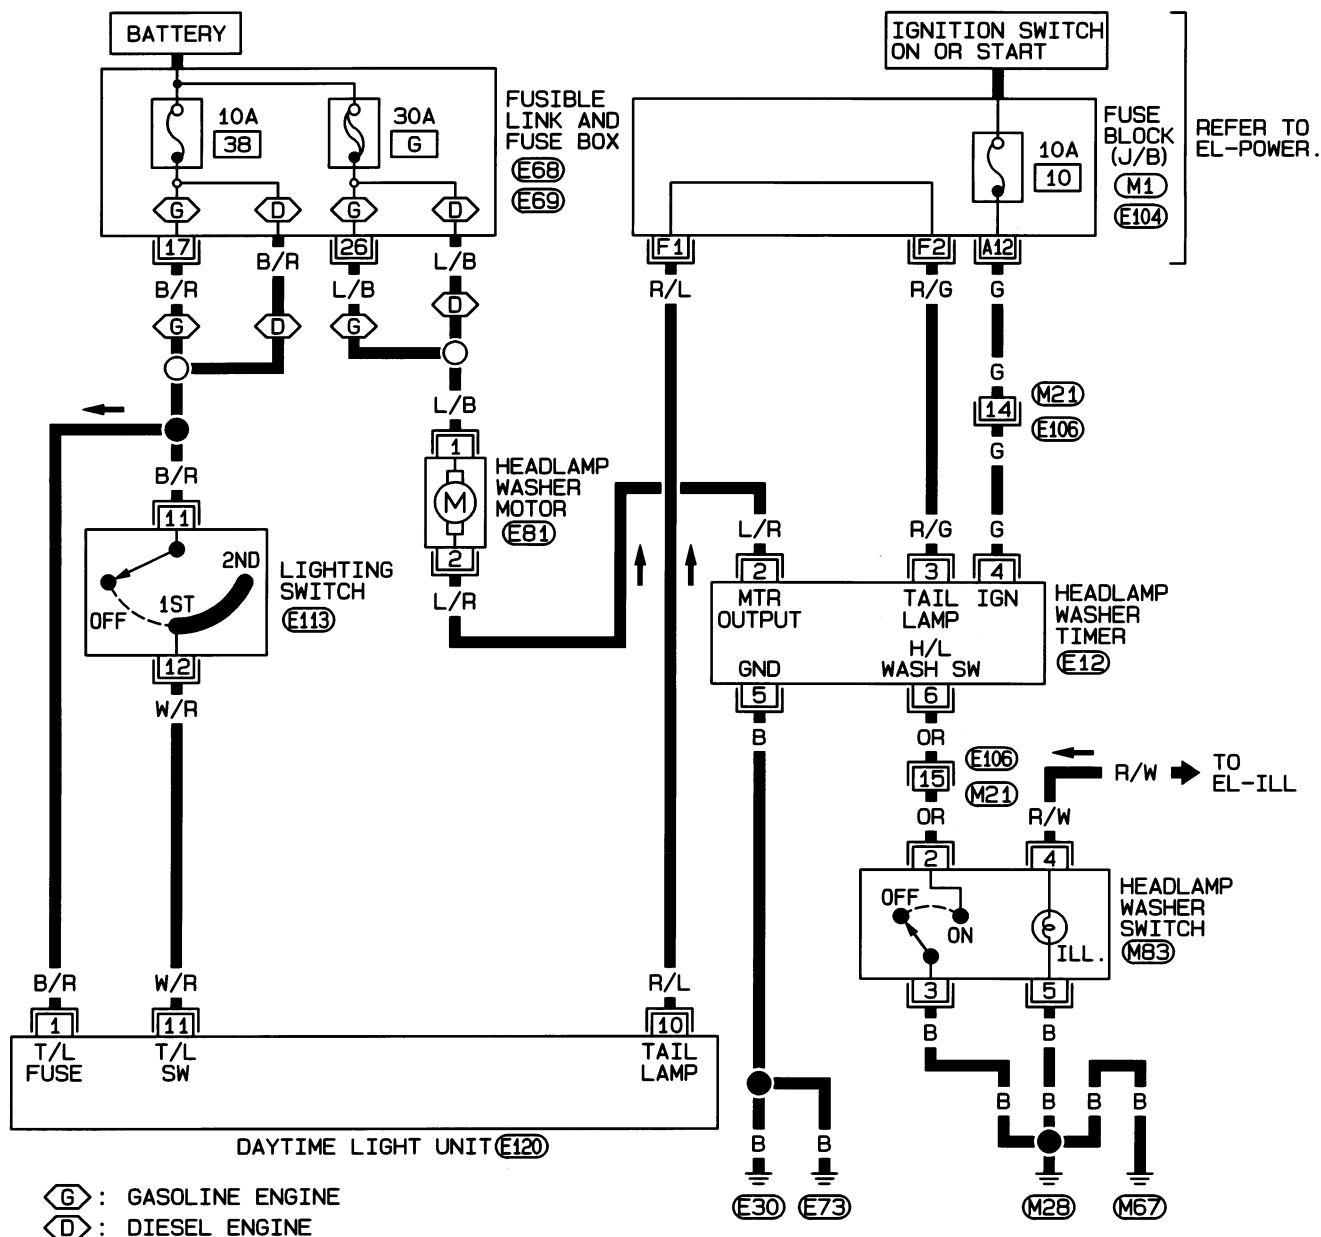 BATTERY
IGNITION SWITCH
ON OR START
10A
38
30A
G
FUSIBLE
LINK AND
FUSE BOX
E68
E69
10A
10
FUSE
BLOCK
(J/B)
M1
E104
REFER TO
EL-POWER.
G
D
G
D
17
26
F1
F2
A12
B/R
L/B
B/R
L/B
R/L
R/G
G
D
G
D
G
G
M21
14
E106
L/B
G
1
B/R
HEADLAMP
WASHER
MOTOR
E81
M
11
L/R
R/G
G
2
2
3
4
2ND
LIGHTING
SWITCH
E113
1ST
OFF
L/R
MTR
OUTPUT
TAIL
LAMP
IGN
H/L
WASH SW
GND
HEADLAMP
WASHER
TIMER
E12
12
5
6
W/R
B
OR
E106
15
M21
R/W
TO
EL-ILL
OR
R/W
2
4
OFF
ON
ILL.
HEADLAMP
WASHER
SWITCH
M83
B/R
W/R
R/L
3
5
1
11
10
B
B
T/L
FUSE
T/L
SW
TAIL
LAMP
B
B
B
B
B
B
DAYTIME LIGHT UNIT E120
G : GASOLINE ENGINE
D : DIESEL ENGINE
E30
E73
M28
M67